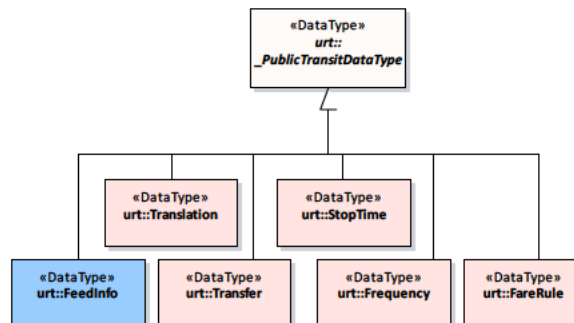 «DataType»
urt::
_PublicTransitDataType
«DataType»
urt::Translation
«DataType»
urt::StopTime
«DataType»
urt::FeedInfo
«DataType»
urt::Transfer
«DataType»
urt::Frequency
«DataType»
urt::FareRule